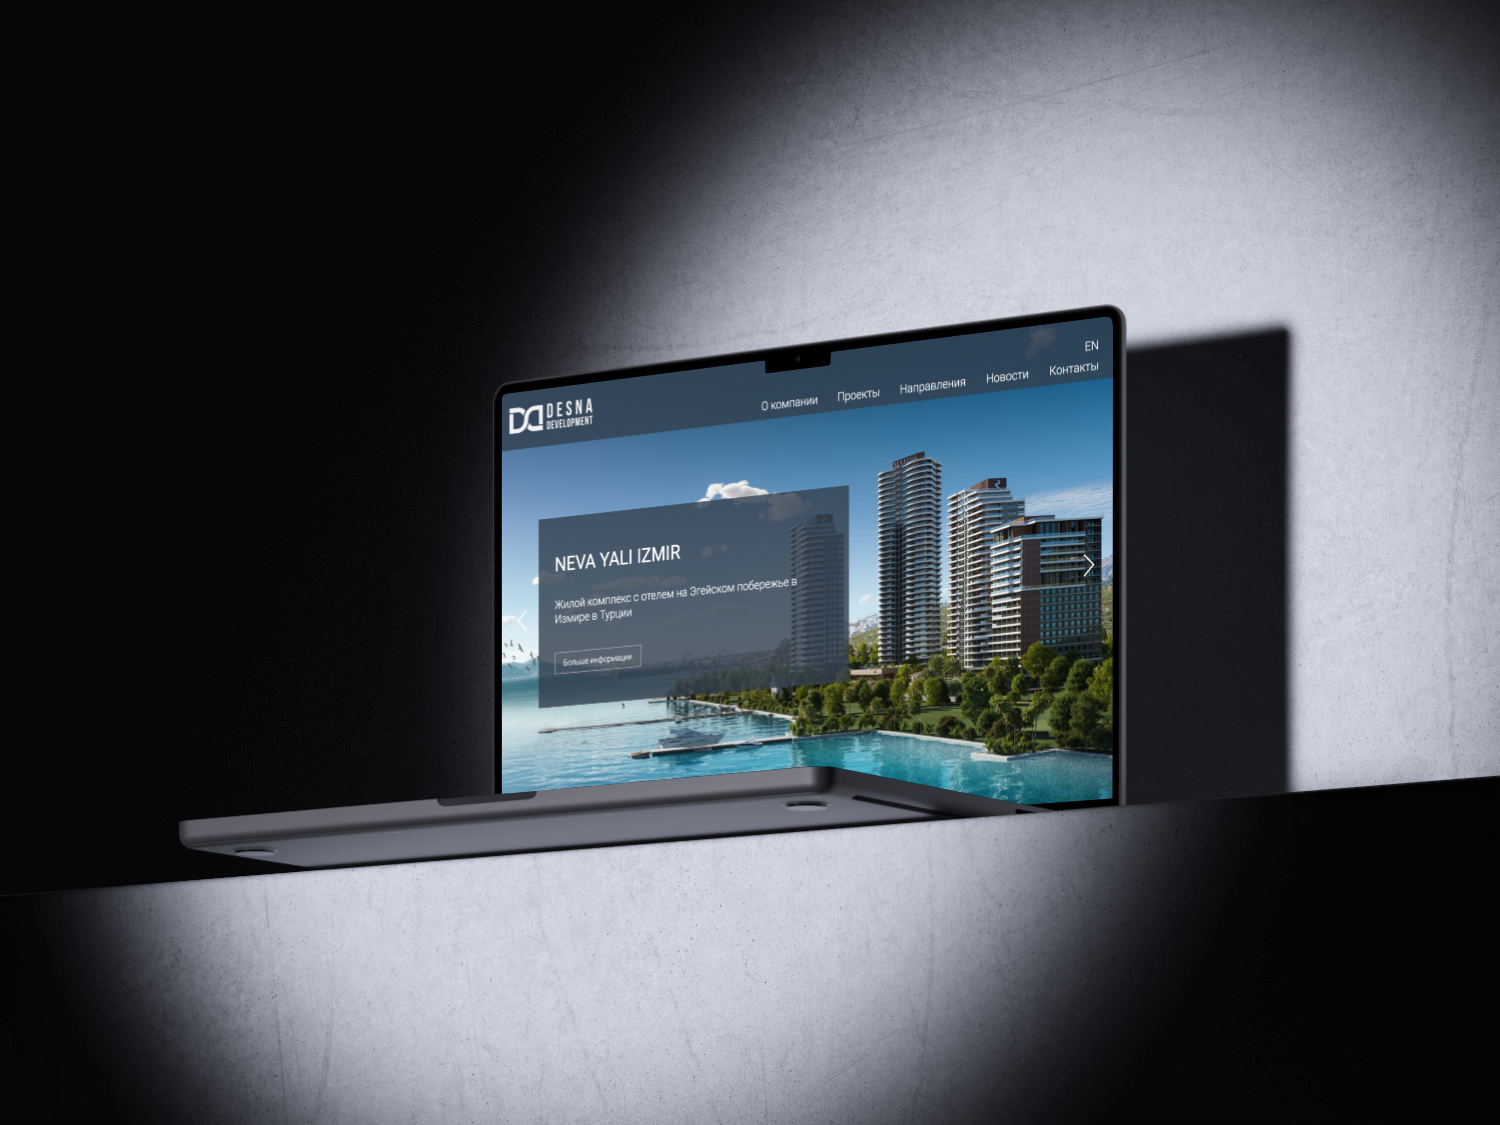 EN
DESNA
DEVELOPMENT
О компании Проекты Направления Новости Контакты
NEVA YALI IZMIR
Жилой комплекс с отелем на Эгейском побережье в
Измире в Турции
Больше информации